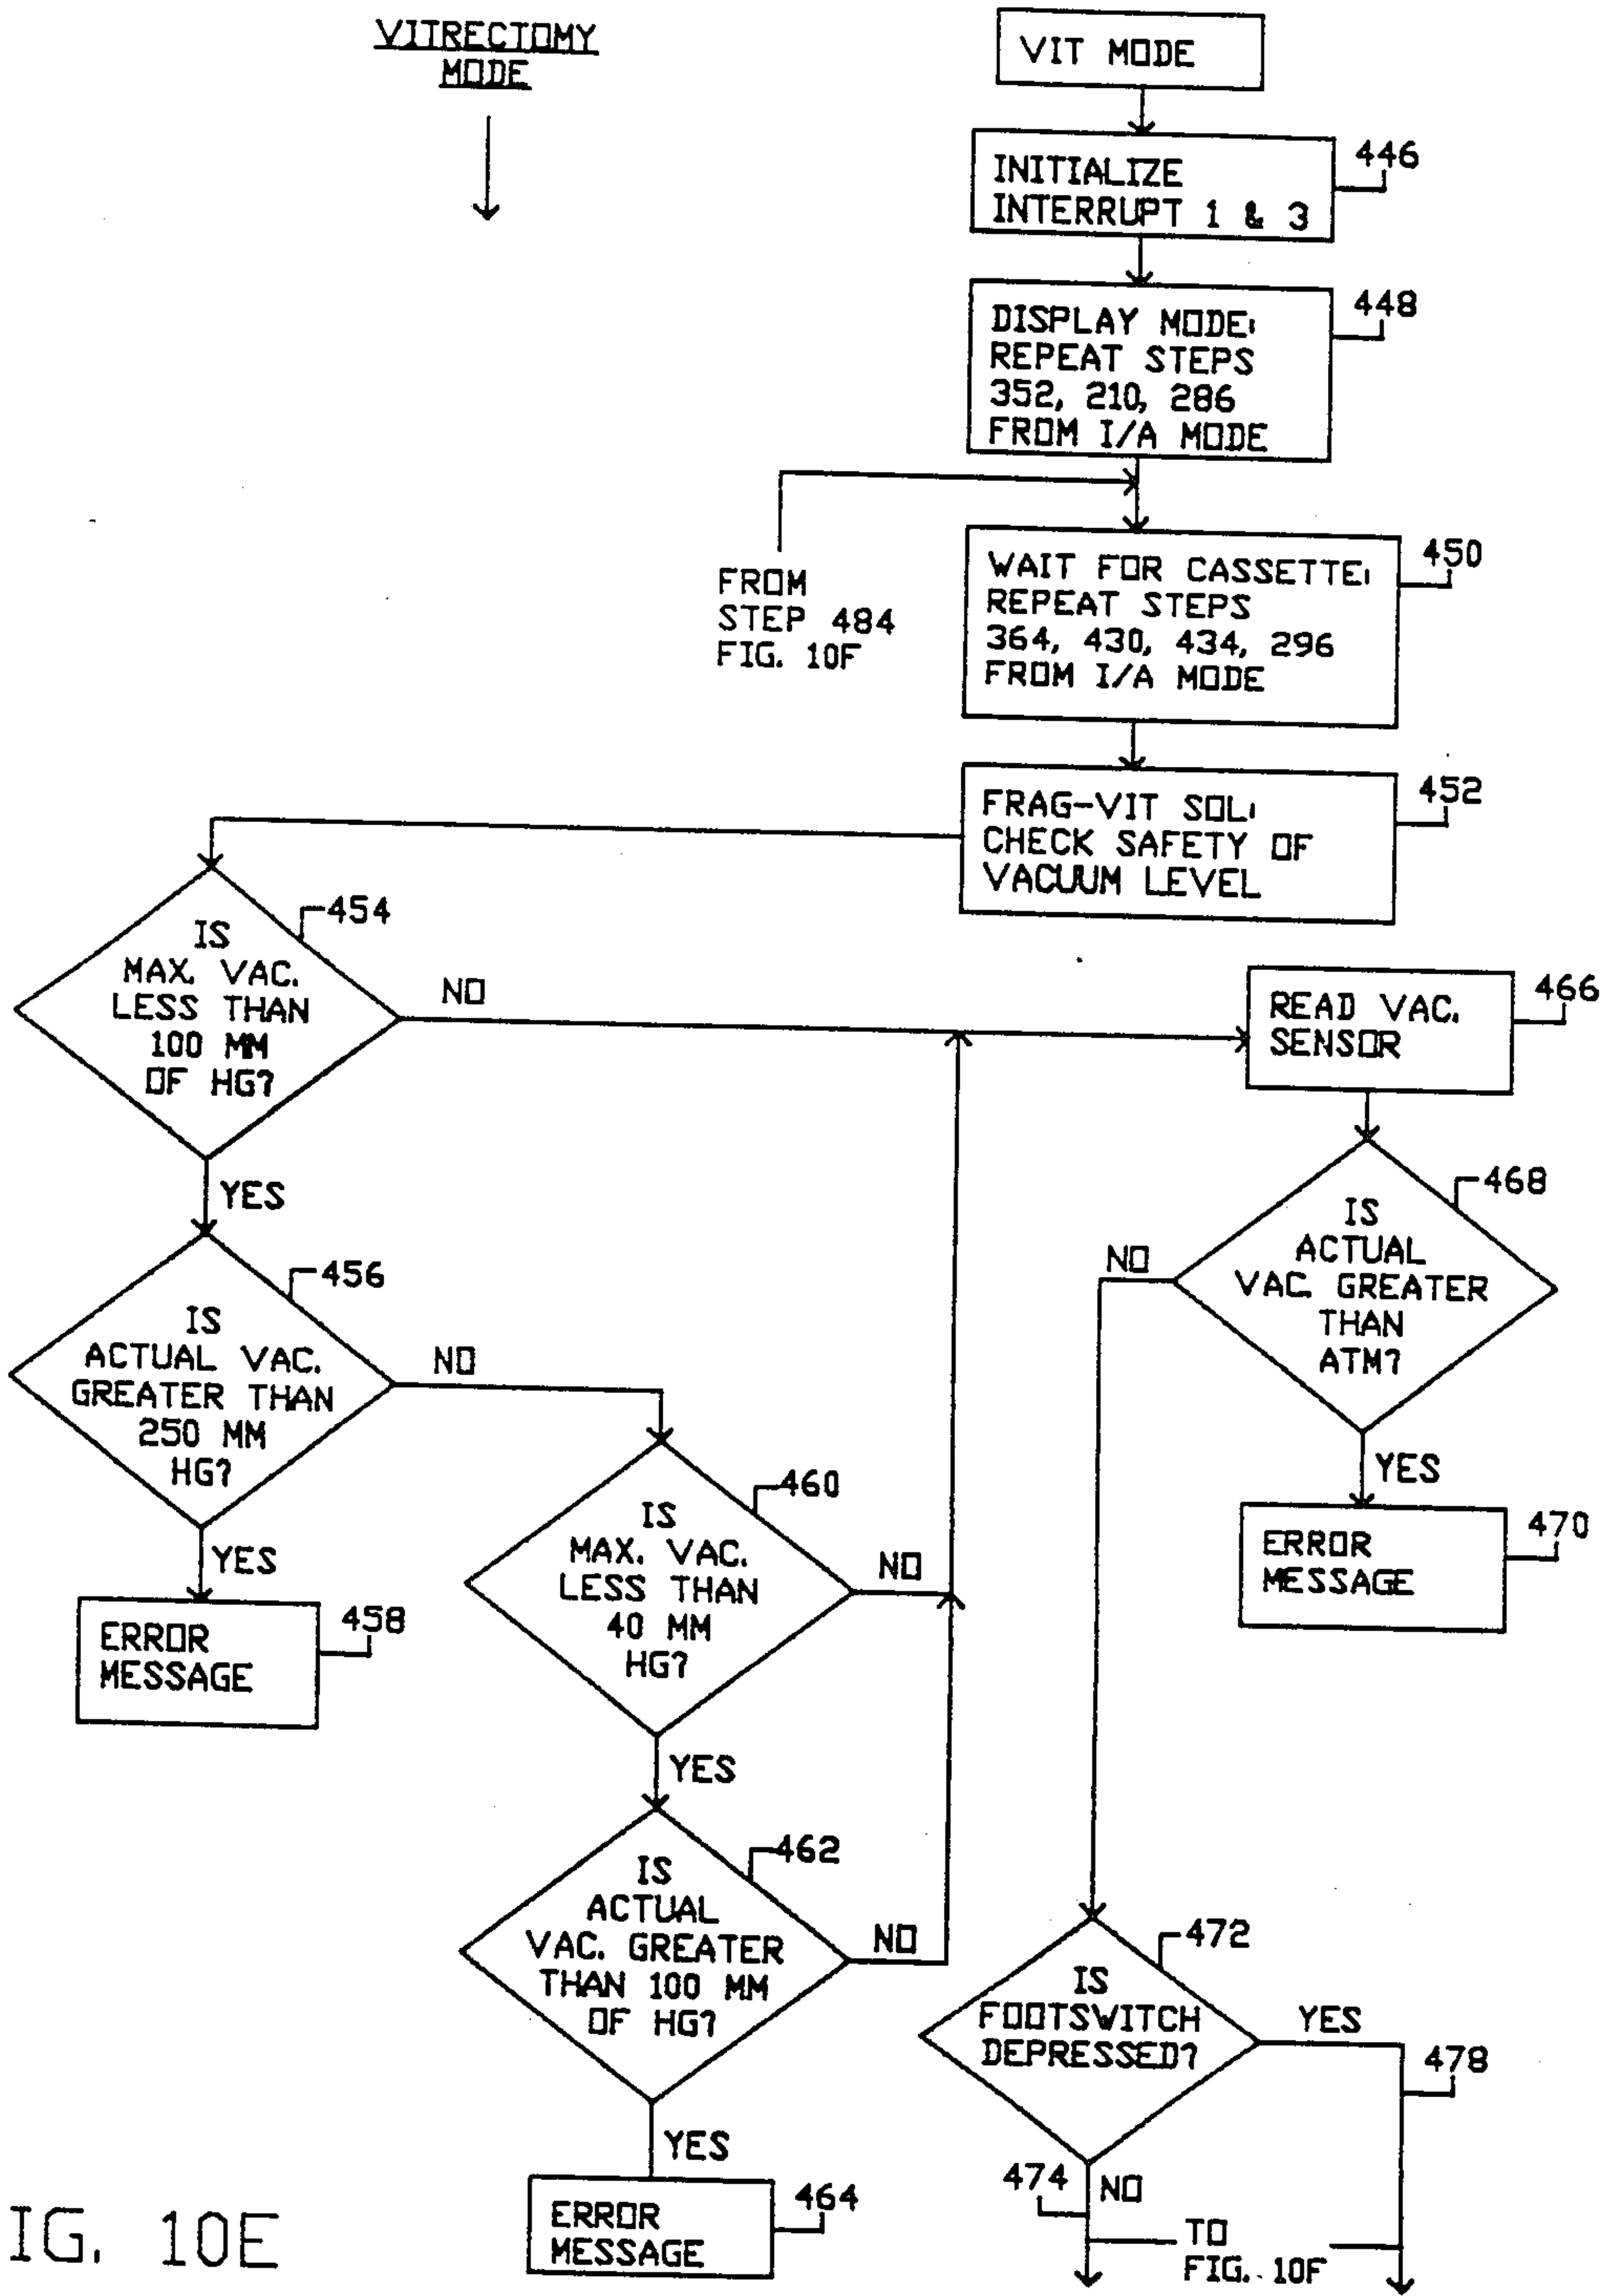 VITRECTOMY
MODE
VIT MODE
446
INITIALIZE
INTERRUPT 1 & 3
448
DISPLAY MODE:
REPEAT STEPS
352, 210, 286
FROM I/A MODE
FROM
STEP 484
FIG. 10F
450
WAIT FOR CASSETTE:
REPEAT STEPS
364, 430, 434, 296
FROM I/A MODE
452
FRAG-VIT SOL:
CHECK SAFETY OF
VACUUM LEVEL
454
IS
MAX. VAC.
LESS THAN
100 MM
OF HG?
NO
YES
466
READ VAC.
SENSOR
468
IS
ACTUAL
VAC. GREATER
THAN
ATM?
NO
YES
470
ERROR
MESSAGE
456
IS
ACTUAL VAC.
GREATER THAN
250 MM
HG?
NO
YES
458
ERROR
MESSAGE
460
IS
MAX. VAC.
LESS THAN
40 MM
HG?
NO
YES
462
IS
ACTUAL
VAC. GREATER
THAN 100 MM
OF HG?
NO
YES
464
ERROR
MESSAGE
472
IS
FOOTSWITCH
DEPRESSED?
YES
478
474
NO
TO
FIG. 10F
IG. 10E